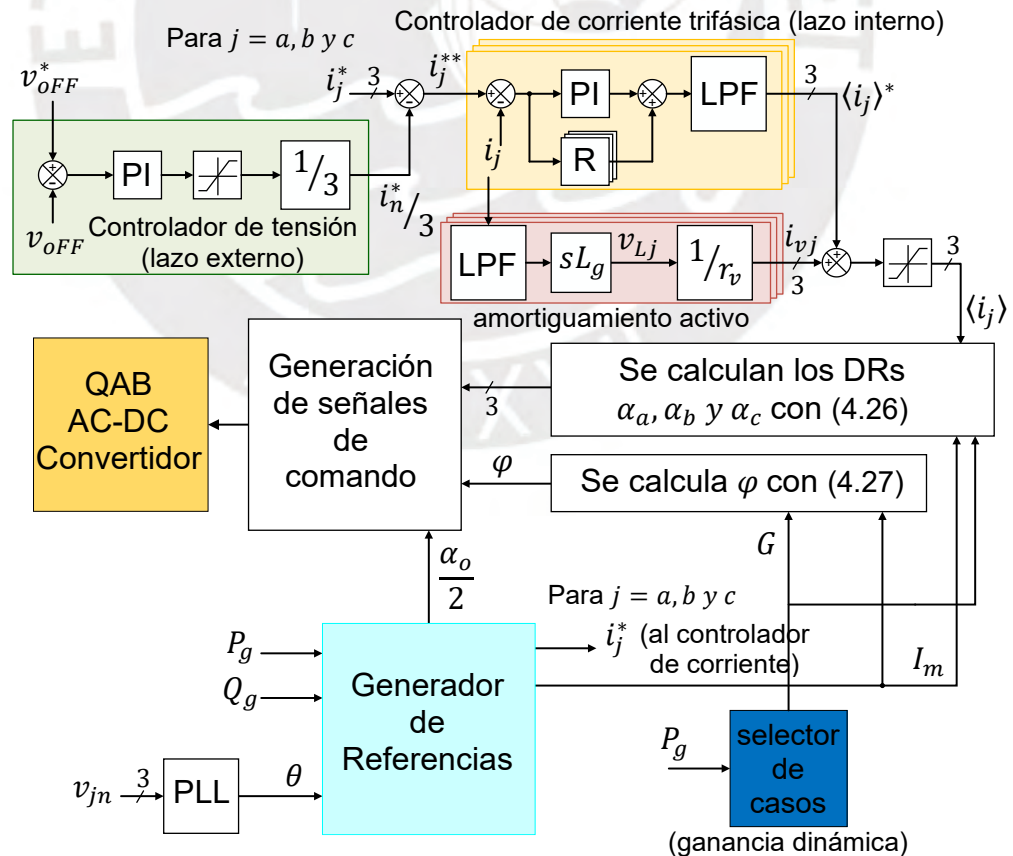 Controlador de corriente trifásica (lazo interno)
Para j = a, b y c
v*oFF
i*j
3
i**j
PI
LPF
3
⟨ij⟩*
R
ij
PI
1/3
i*n/3
Controlador de tensión
(lazo externo)
voFF
LPF
sLg
vLj
1/rv
ivj
3
3
⟨ij⟩
amortiguamiento activo
QAB
AC-DC
Convertidor
Generación
de señales
de
comando
3
Se calculan los DRs
αa, αb y αc con (4.26)
φ
Se calcula φ con (4.27)
G
αo/2
Para j = a, b y c
i*j (al controlador
de corriente)
Im
Pg
Qg
Generador
de
Referencias
Pg
selector
de
casos
(ganancia dinámica)
vjn
3
PLL
θ